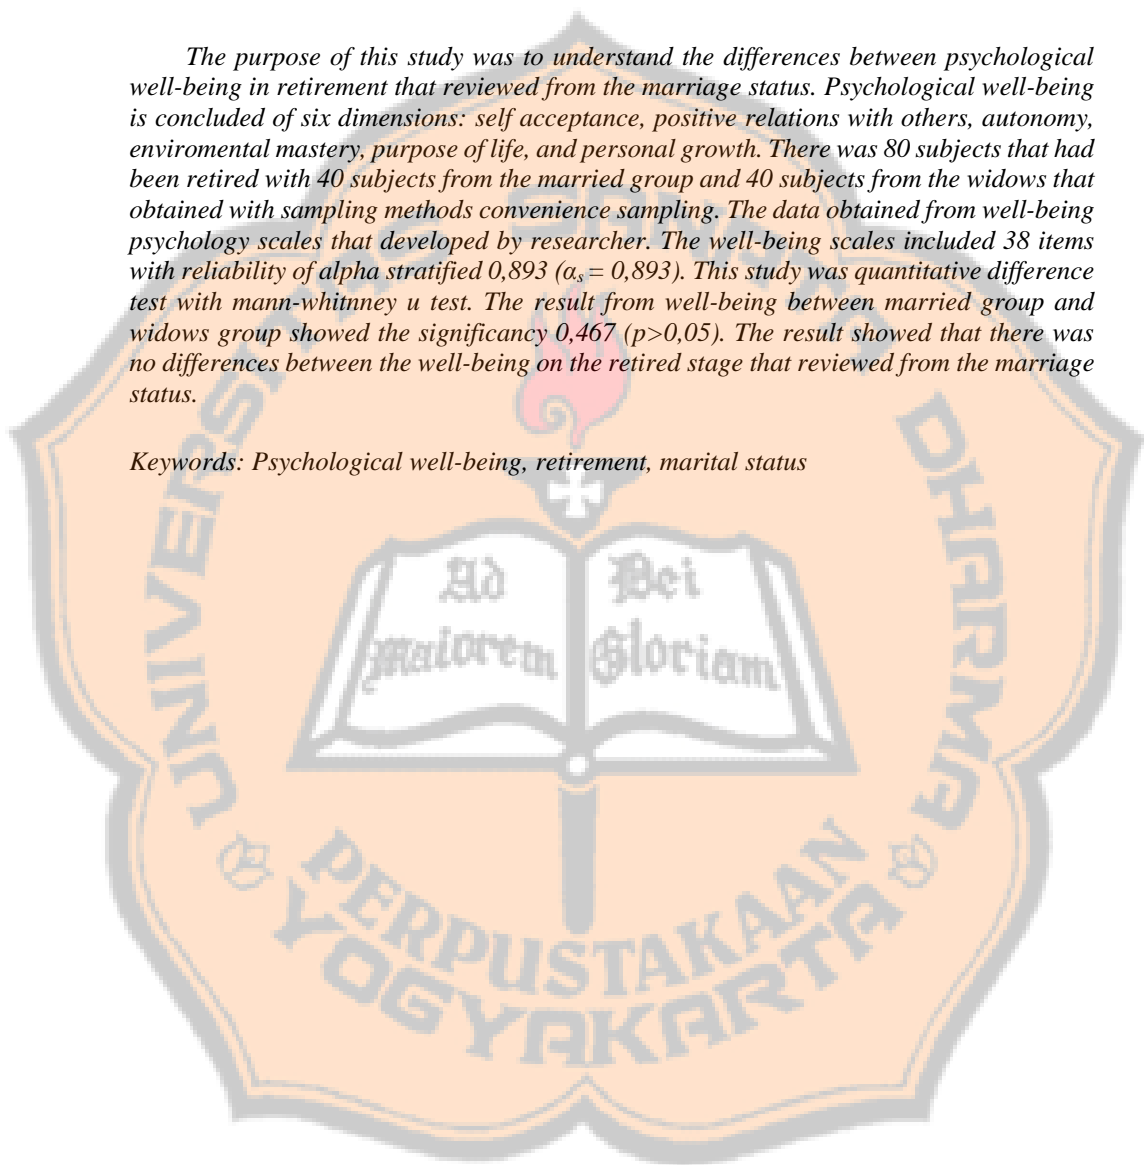 The purpose of this study was to understand the differences between psychological
well-being in retirement that reviewed from the marriage status. Psychological well-being
is concluded of six dimensions: self acceptance, positive relations with others, autonomy,
enviromental mastery, purpose of life, and personal growth. There was 80 subjects that had
been retired with 40 subjects from the married group and 40 subjects from the widows that
obtained with sampling methods convenience sampling. The data obtained from well-being
psychology scales that developed by researcher. The well-being scales included 38 items
with reliability of alpha stratified 0,893 (αs = 0,893). This study was quantitative difference
test with mann-whitnney u test. The result from well-being between married group and
widows group showed the significancy 0,467 (p>0,05). The result showed that there was
no differences between the well-being on the retired stage that reviewed from the marriage
status.
Keywords: Psychological well-being, retirement, marital status
UNIVERSITAS SANATA DHARMA
Ad Dei
Maiorem Gloriam
PERPUSTAKAAN
YOGYAKARTA